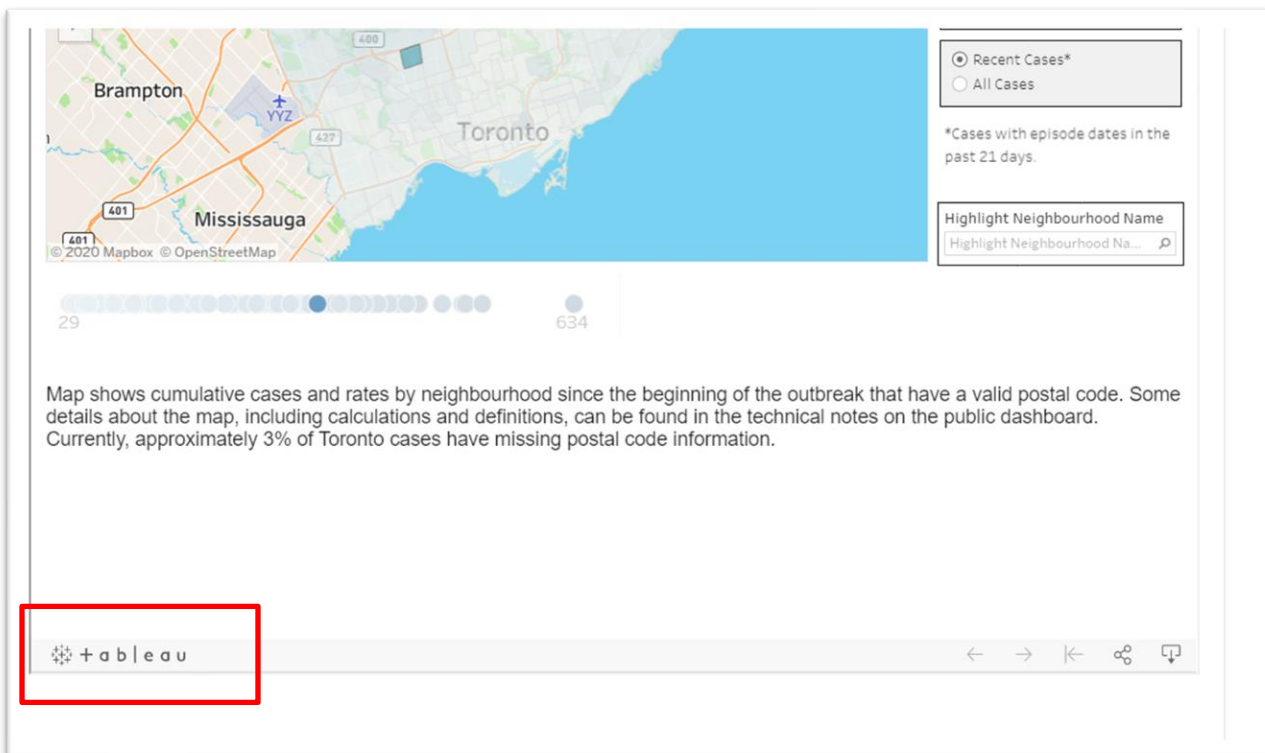 400
Brampton
YYZ
427
Toronto
401
Mississauga
401
© 2020 Mapbox © OpenStreetMap
Recent Cases*
All Cases
*Cases with episode dates in the
past 21 days.
Highlight Neighbourhood Name
Highlight Neighbourhood Na...
29
634
Map shows cumulative cases and rates by neighbourhood since the beginning of the outbreak that have a valid postal code. Some
details about the map, including calculations and definitions, can be found in the technical notes on the public dashboard.
Currently, approximately 3% of Toronto cases have missing postal code information.
+ a b | e a u